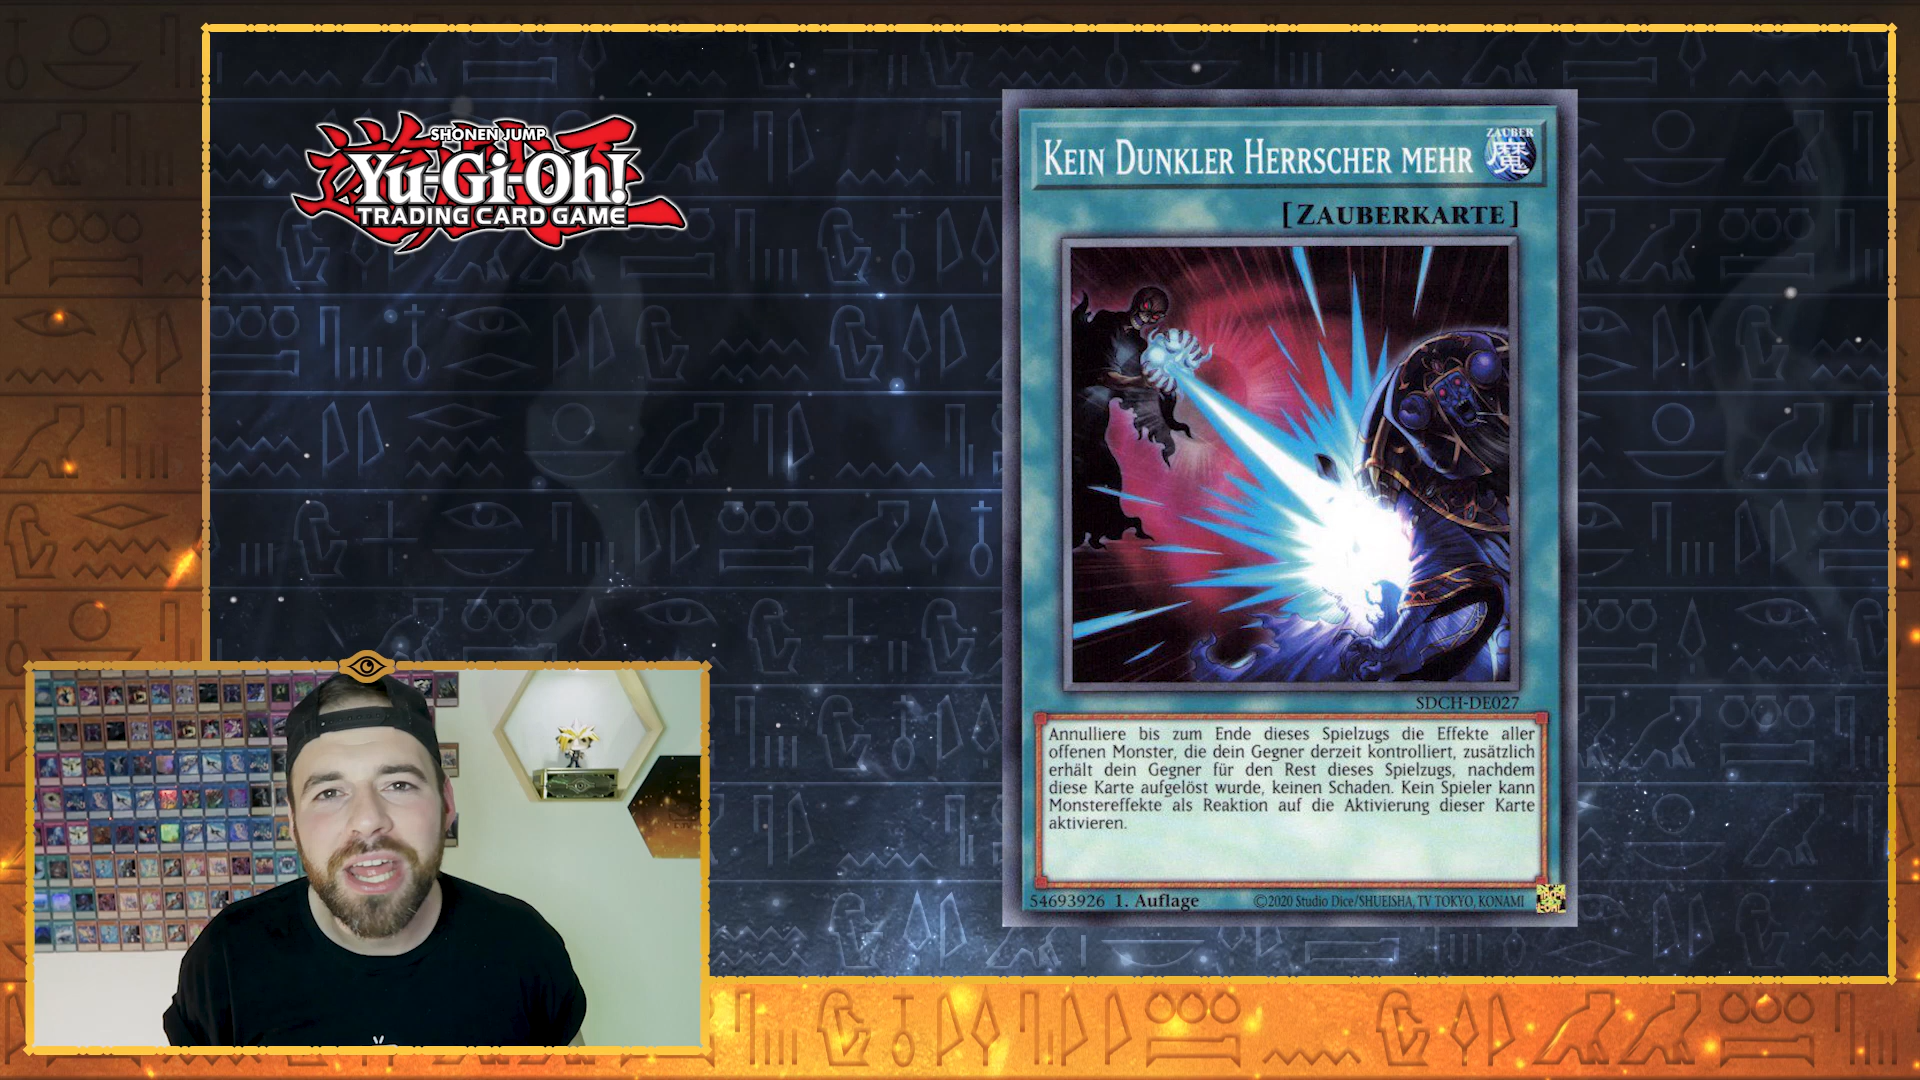 SHONEN JUMP
Yu-Gi-Oh!
TRADING CARD GAME
KEIN DUNKLER HERRSCHER MEHR
ZAUBER
魔
[ZAUBERKARTE]
SDCH-DE027
Annulliere bis zum Ende dieses Spielzugs die Effekte aller
offenen Monster, die dein Gegner derzeit kontrolliert, zusätzlich
erhält dein Gegner für den Rest dieses Spielzugs, nachdem
diese Karte aufgelöst wurde, keinen Schaden. Kein Spieler kann
Monstereffekte als Reaktion auf die Aktivierung dieser Karte
aktivieren.
54693926 1. Auflage
©2020 Studio Dice/SHUEISHA, TV TOKYO, KONAMI